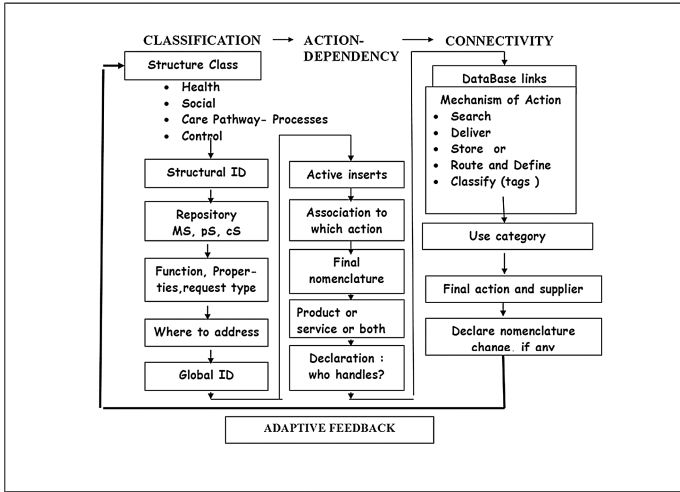 CLASSIFICATION
Structure Class
• Health
• Social
• Care Pathway- Processes
• Control
Structural ID
Repository
MS, pS, cS
Function, Proper-
ties,request type
Where to address
Global ID
ACTION-
DEPENDENCY
Active inserts
Association to
which action
Final
nomenclature
Product or
service or both
Declaration :
who handles?
CONNECTIVITY
DataBase links
Mechanism of Action
• Search
• Deliver
• Store or
• Route and Define
• Classify (tags )
Use category
Final action and supplier
Declare nomenclature
change, if any
ADAPTIVE FEEDBACK